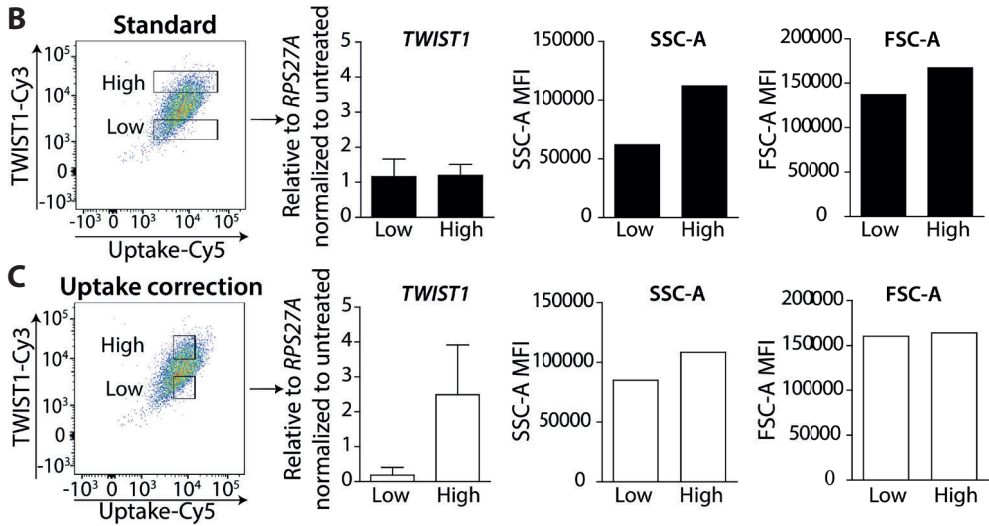 B
Standard
TWIST1-Cy3
10⁵
10⁴
10³
0
-10³
High
Low
-10³ 0 10³ 10⁴ 10⁵
Uptake-Cy5
TWIST1
Relative to RPS27A
normalized to untreated
5
4
3
2
1
0
Low High
SSC-A
SSC-A MFI
150000
100000
50000
0
Low High
FSC-A
FSC-A MFI
200000
150000
100000
50000
0
Low High
C
Uptake correction
TWIST1-Cy3
10⁵
10⁴
10³
0
-10³
High
Low
-10³ 0 10³ 10⁴ 10⁵
Uptake-Cy5
TWIST1
Relative to RPS27A
normalized to untreated
5
4
3
2
1
0
Low High
SSC-A
SSC-A MFI
150000
100000
50000
0
Low High
FSC-A
FSC-A MFI
200000
150000
100000
50000
0
Low High